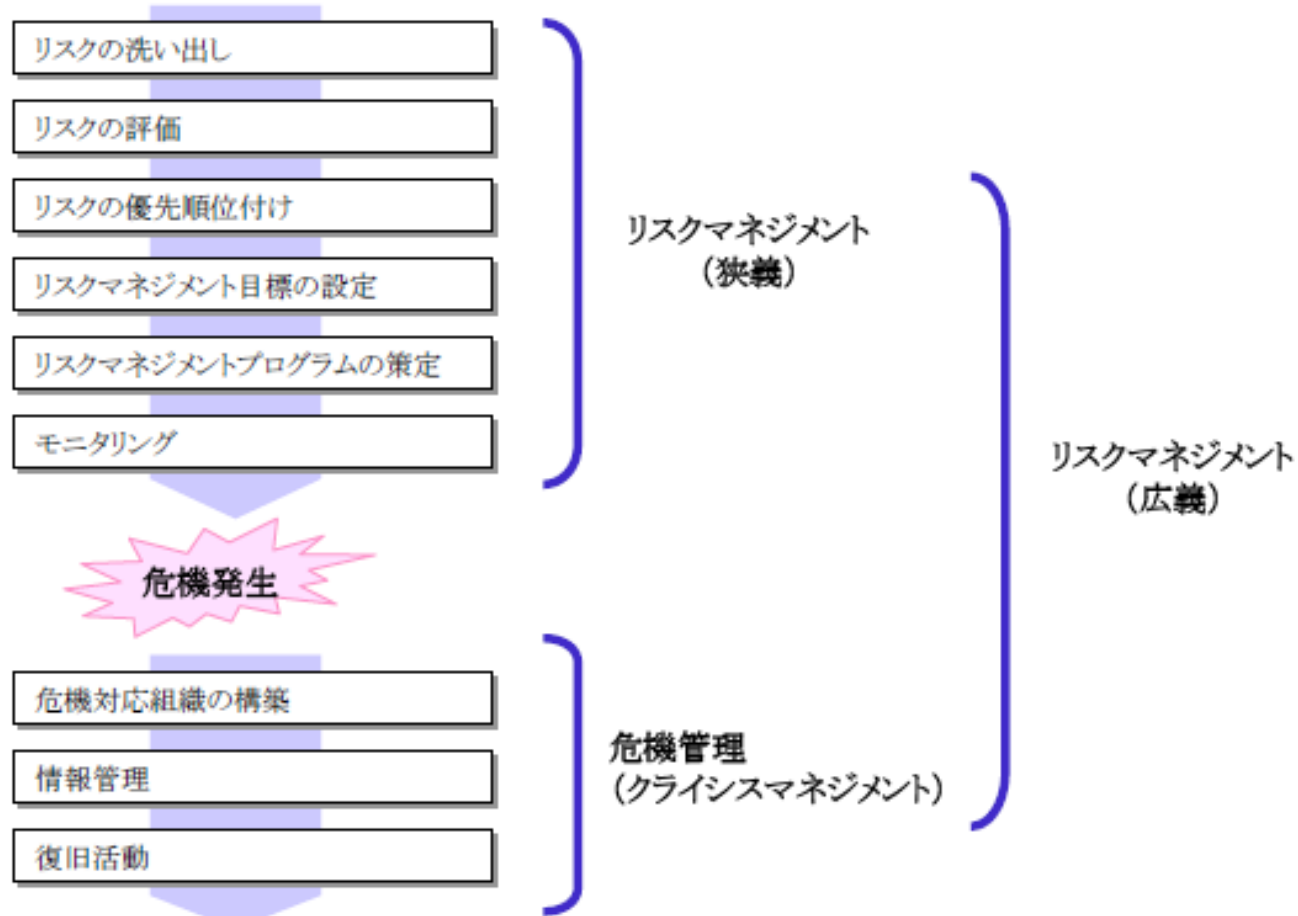 リスクの洗い出し
リスクの評価
リスクの優先順位付け
リスクマネジメント目標の設定
リスクマネジメントプログラムの策定
モニタリング
リスクマネジメント
（狭義）
リスクマネジメント
（広義）
危機発生
危機対応組織の構築
情報管理
復旧活動
危機管理
（クライシスマネジメント）